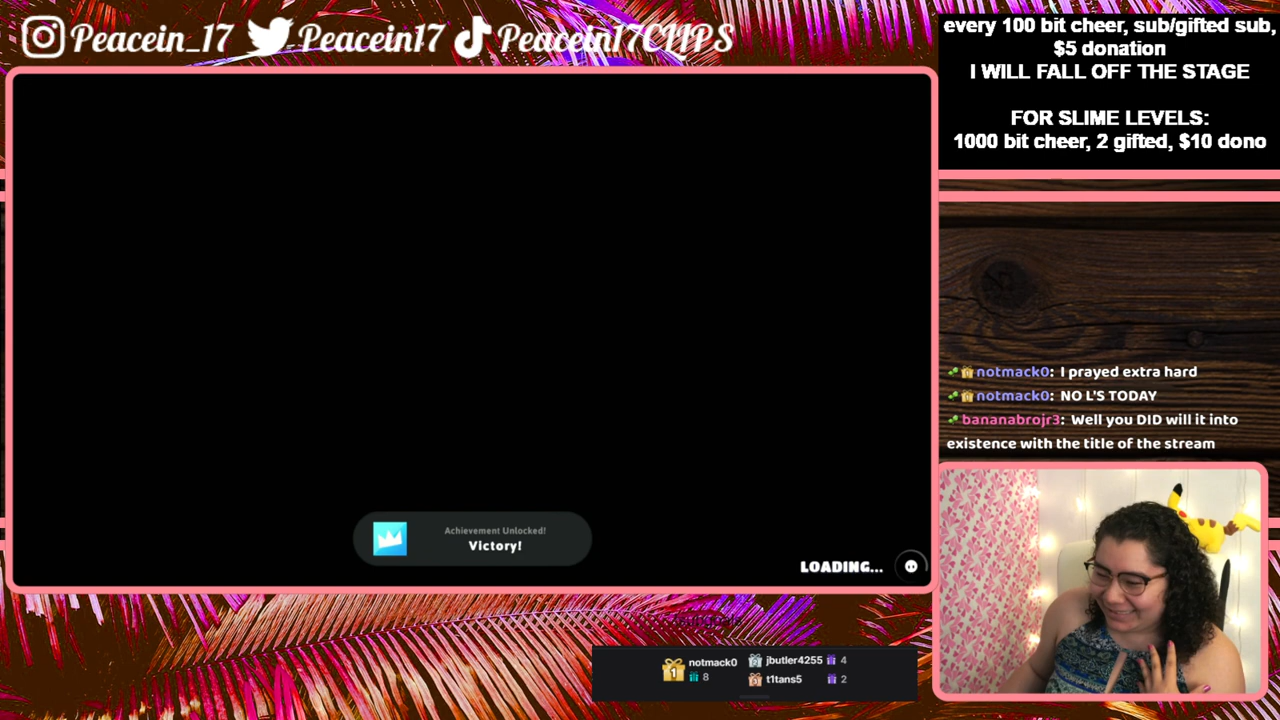 Peacein_17 Peacein17 Peacein17CLIPS
every 100 bit cheer, sub/gifted sub,
$5 donation
I WILL FALL OFF THE STAGE
FOR SLIME LEVELS:
1000 bit cheer, 2 gifted, $10 dono
notmack0: I prayed extra hard
notmack0: NO L'S TODAY
bananabrojr3: Well you DID will it into
existence with the title of the stream
Achievement Unlocked!
Victory!
LOADING...
notmack0
8
jbutler4255 4
t1tans5 2